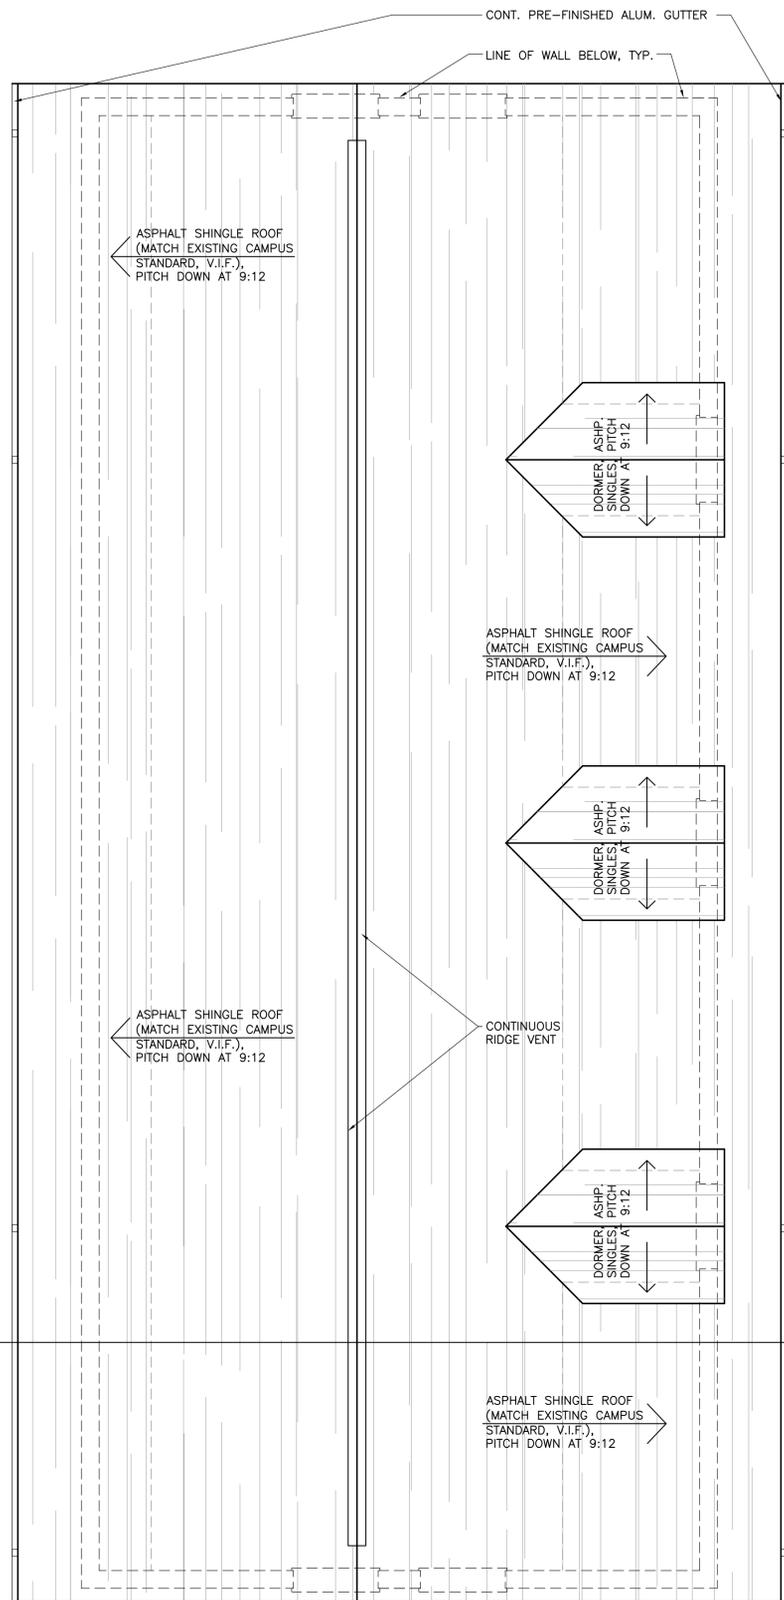 CONT. PRE-FINISHED ALUM. GUTTER
LINE OF WALL BELOW, TYP.
ASPHALT SHINGLE ROOF
(MATCH EXISTING CAMPUS
STANDARD, V.I.F.),
PITCH DOWN AT 9:12
DORMER, ASHP.
SINGLES, PITCH
DOWN AT 9:12
ASPHALT SHINGLE ROOF
(MATCH EXISTING CAMPUS
STANDARD, V.I.F.),
PITCH DOWN AT 9:12
DORMER, ASHP.
SINGLES, PITCH
DOWN AT 9:12
ASPHALT SHINGLE ROOF
(MATCH EXISTING CAMPUS
STANDARD, V.I.F.),
PITCH DOWN AT 9:12
CONTINUOUS
RIDGE VENT
DORMER, ASHP.
SINGLES, PITCH
DOWN AT 9:12
ASPHALT SHINGLE ROOF
(MATCH EXISTING CAMPUS
STANDARD, V.I.F.),
PITCH DOWN AT 9:12